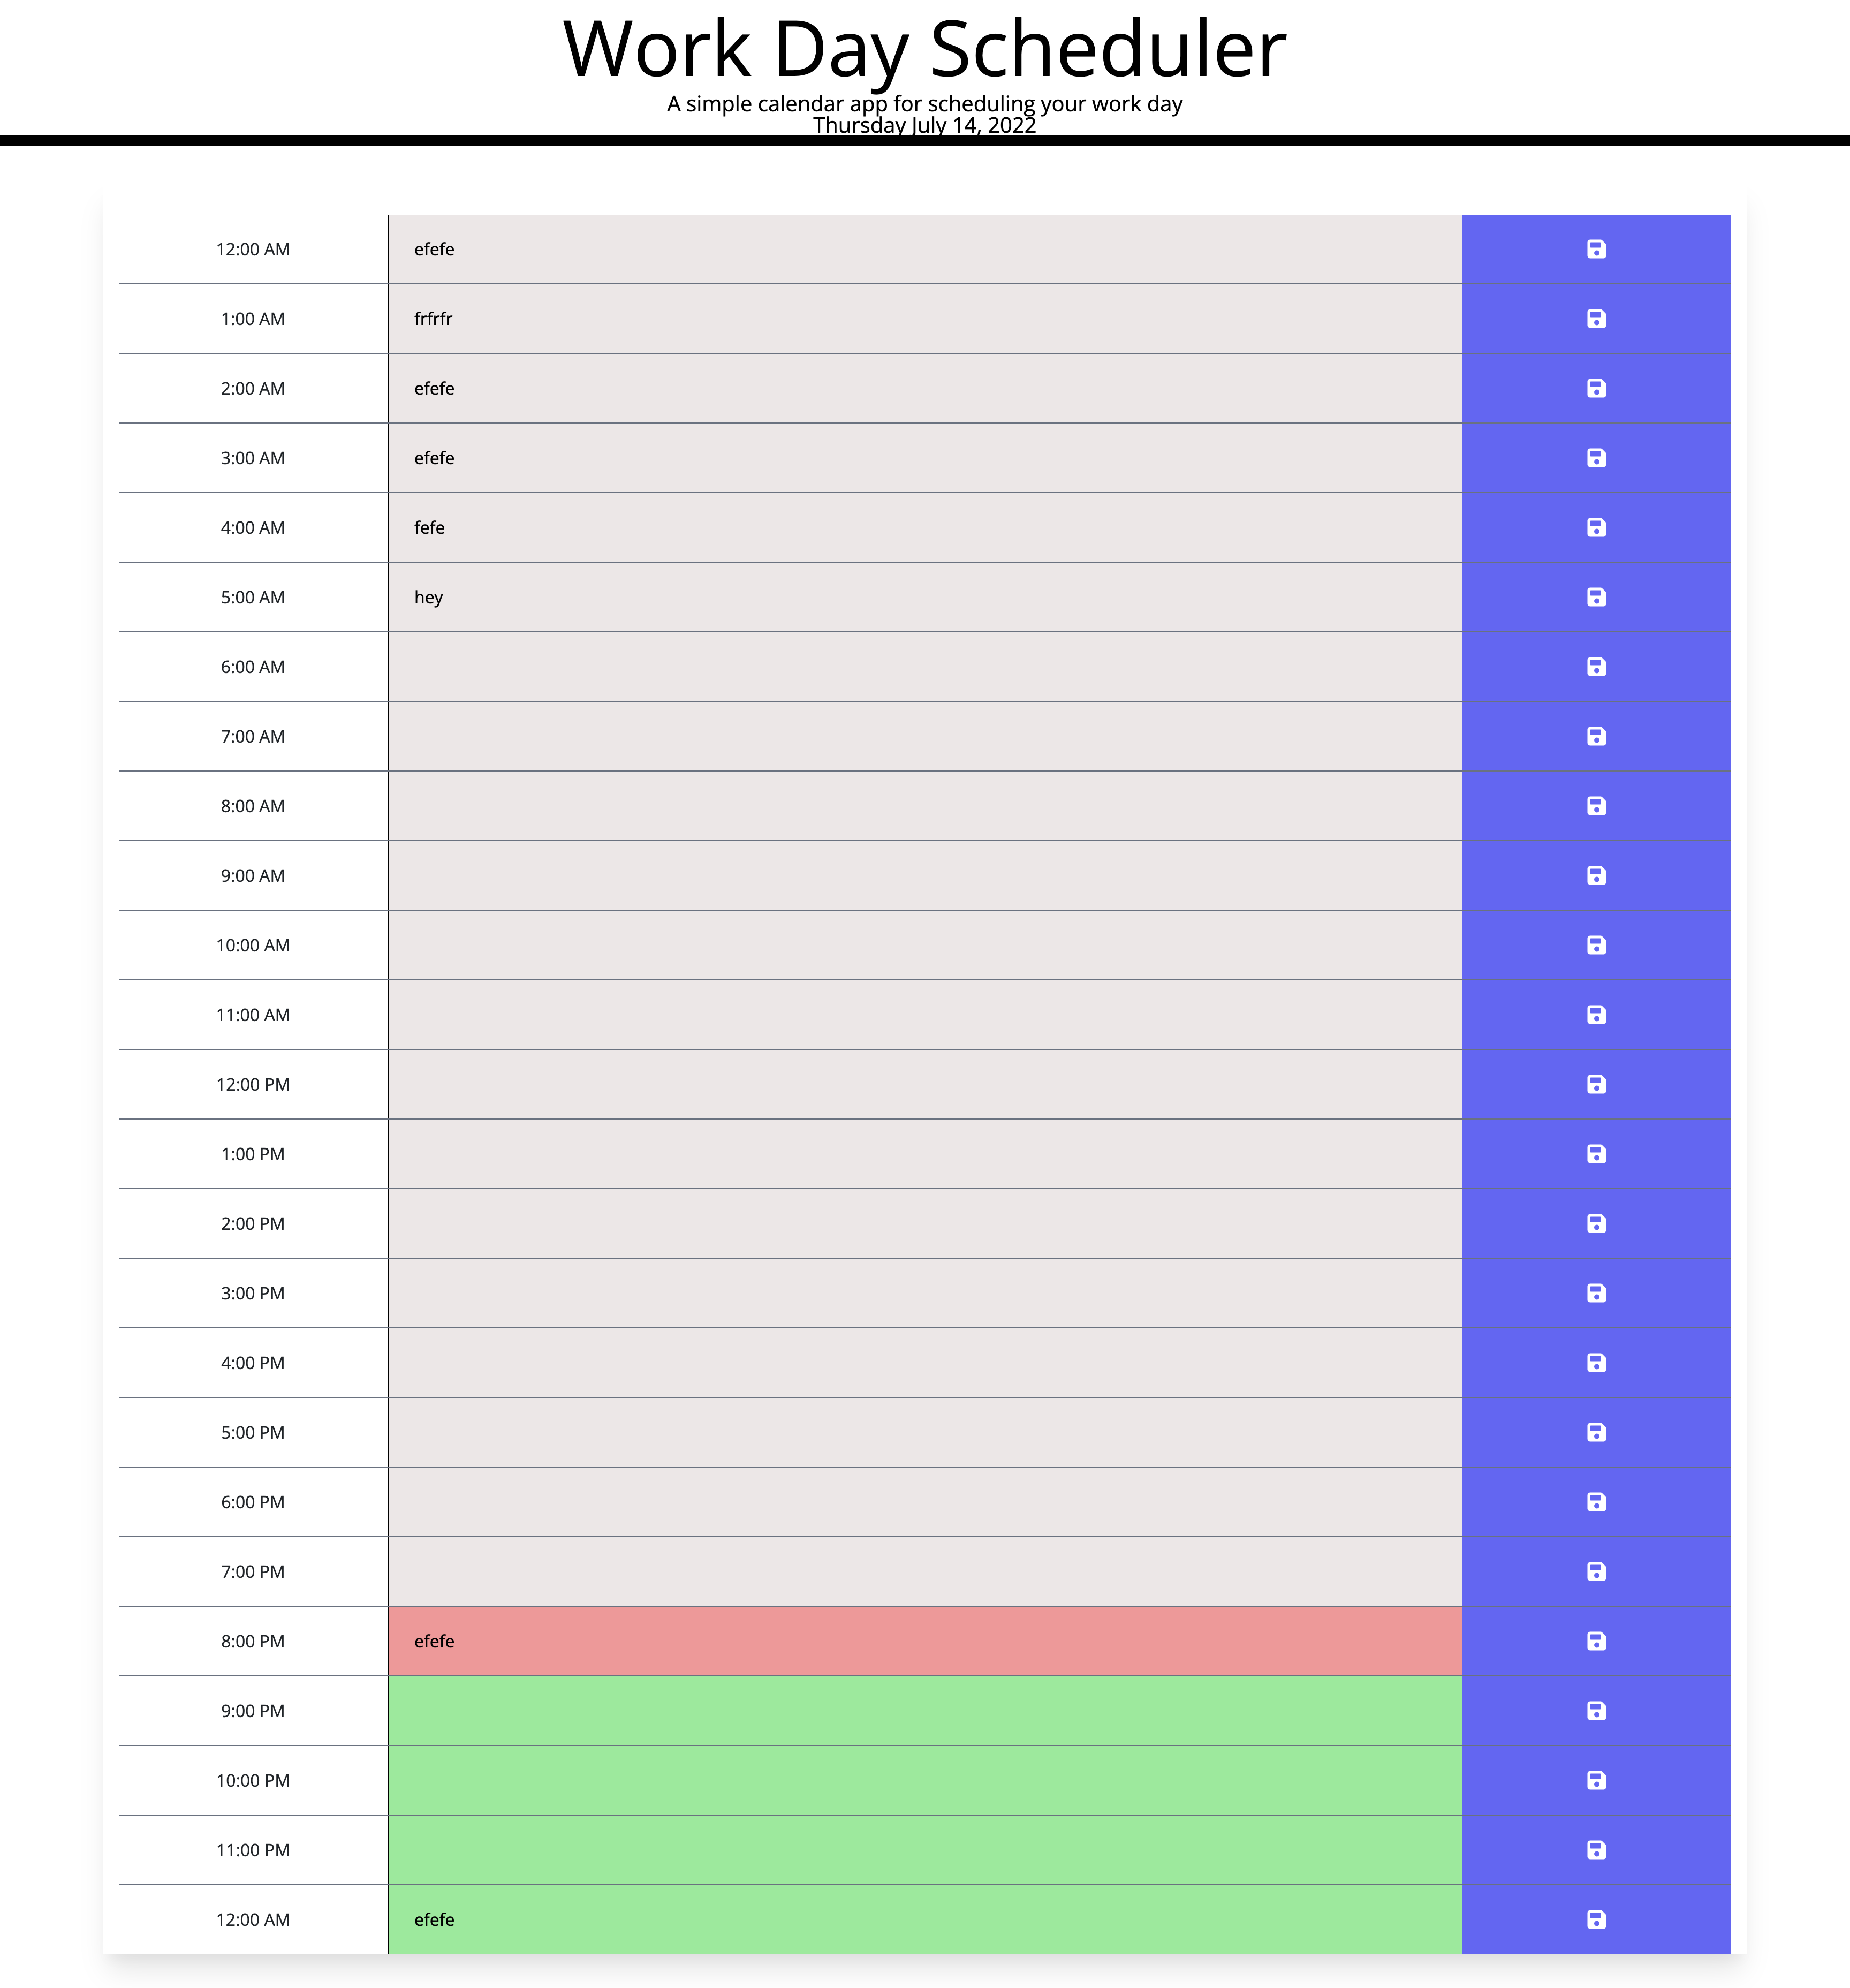 Work Day Scheduler
A simple calendar app for scheduling your work day
Thursday July 14, 2022
12:00 AM efefe
1:00 AM frfrfr
2:00 AM efefe
3:00 AM efefe
4:00 AM fefe
5:00 AM hey
6:00 AM
7:00 AM
8:00 AM
9:00 AM
10:00 AM
11:00 AM
12:00 PM
1:00 PM
2:00 PM
3:00 PM
4:00 PM
5:00 PM
6:00 PM
7:00 PM
8:00 PM efefe
9:00 PM
10:00 PM
11:00 PM
12:00 AM efefe